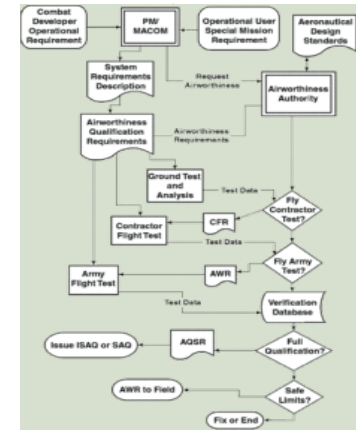 Combat
Developer
Operational
Requirement
PM/
MACOM
Operational User
Special Mission
Requirement
Aeronautical
Design
Standards
System
Requirements
Description
Request
Airworthiness
Airworthiness
Authority
Airworthiness
Qualification
Requirements
Airworthiness
Requirements
Ground Test
and
Analysis
Test Data
Fly
Contractor
Test?
CFR
Contractor
Flight Test
Test Data
Fly Army
Test?
AWR
Army
Flight Test
Test Data
Verification
Database
Issue ISAQ or SAQ
AQSR
Full
Qualification?
AWR to Field
Safe
Limits?
Fix or End